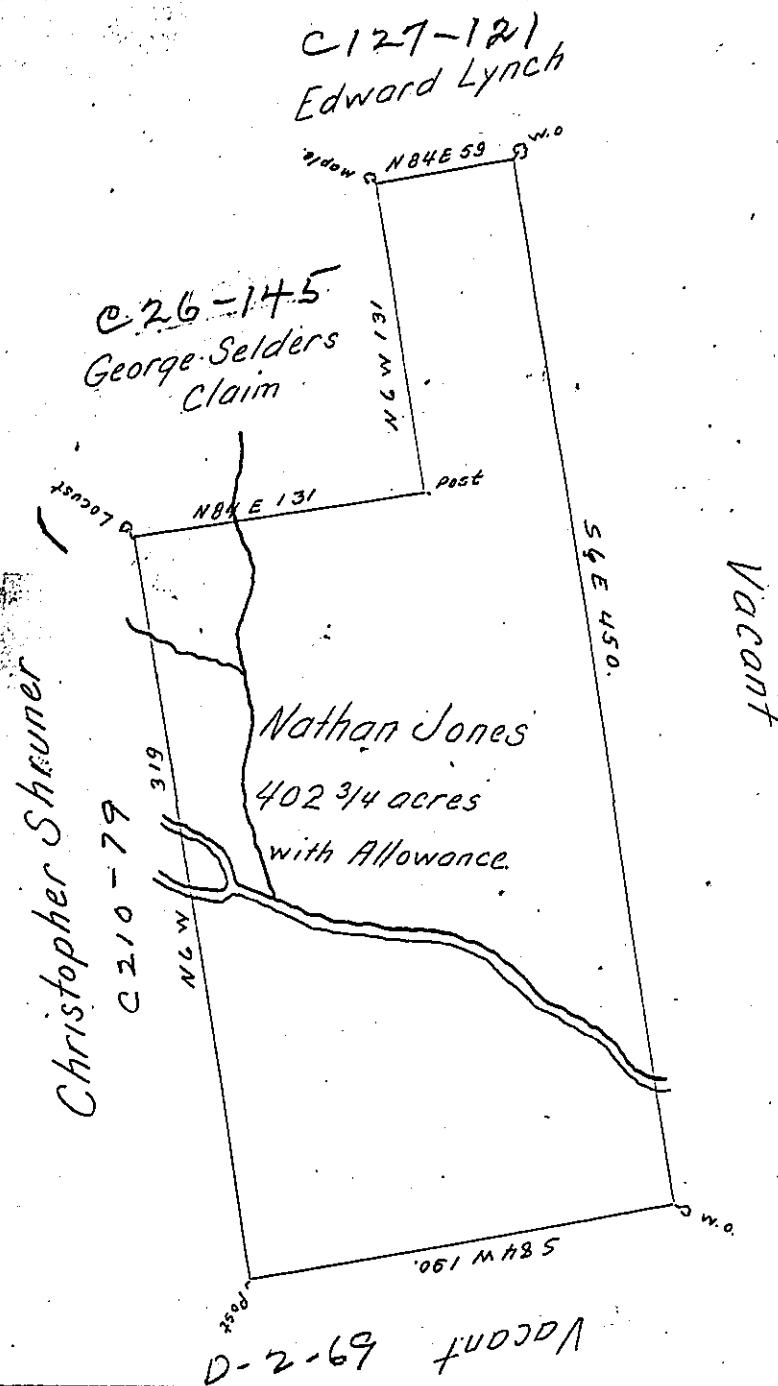 C127-121
Edward Lynch
maple.
N84E 59
W.O
C26-145
George Selders
Claim
N6W 131
Locust
N84E 131
Post
S6E 450.
Vacant
Christopher Shruner
C210-79
N6W 319
Nathan Jones
402 3/4 acres
with Allowance.
W.O.
S84W 190.
Post
Vacant
D-2-69